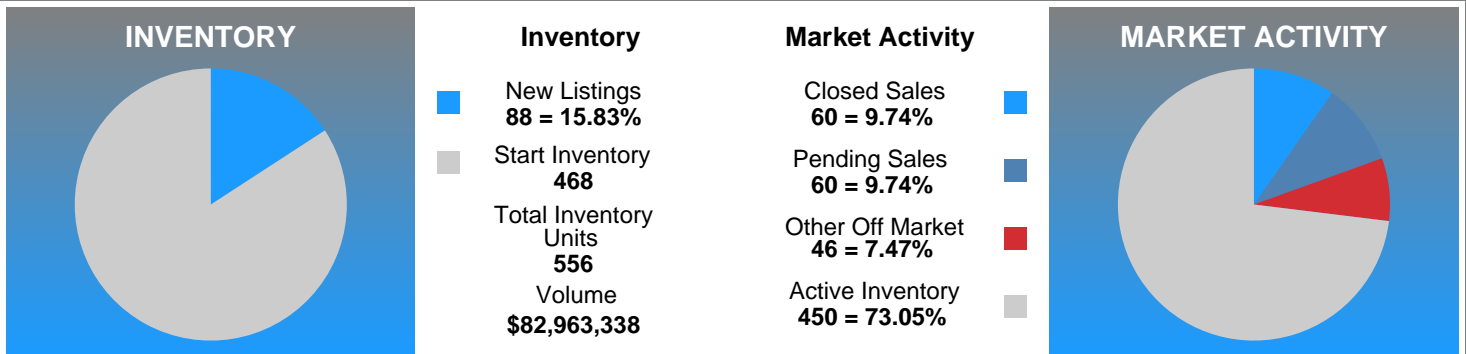 INVENTORY
Inventory
New Listings
88 = 15.83%
Start Inventory
468
Total Inventory
Units
556
Volume
$82,963,338
Market Activity
Closed Sales
60 = 9.74%
Pending Sales
60 = 9.74%
Other Off Market
46 = 7.47%
Active Inventory
450 = 73.05%
MARKET ACTIVITY